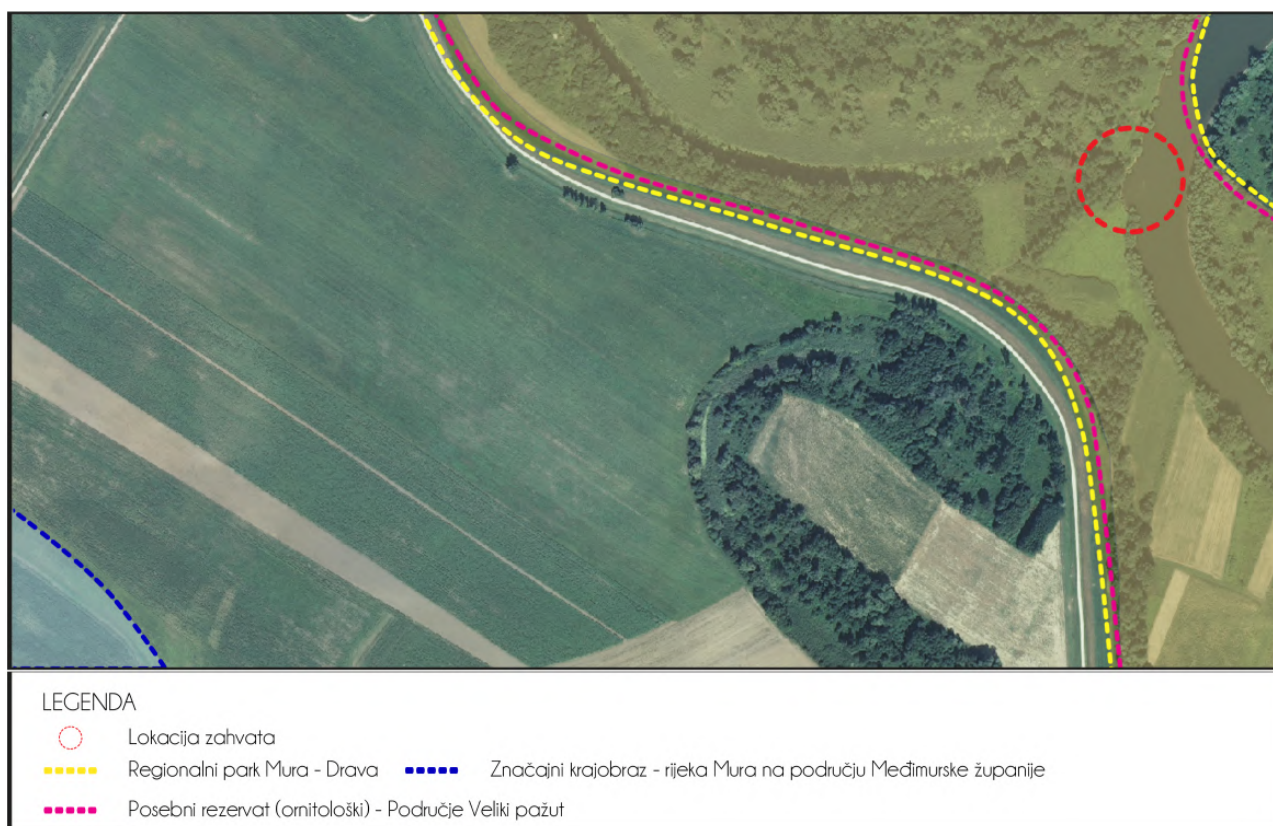 LEGENDA
Lokacija zahvata
Regionalni park Mura - Drava Značajni krajobraz - rijeka Mura na području Međimurske županije
Posebni rezervat (ornitološki) - Područje Veliki pažut